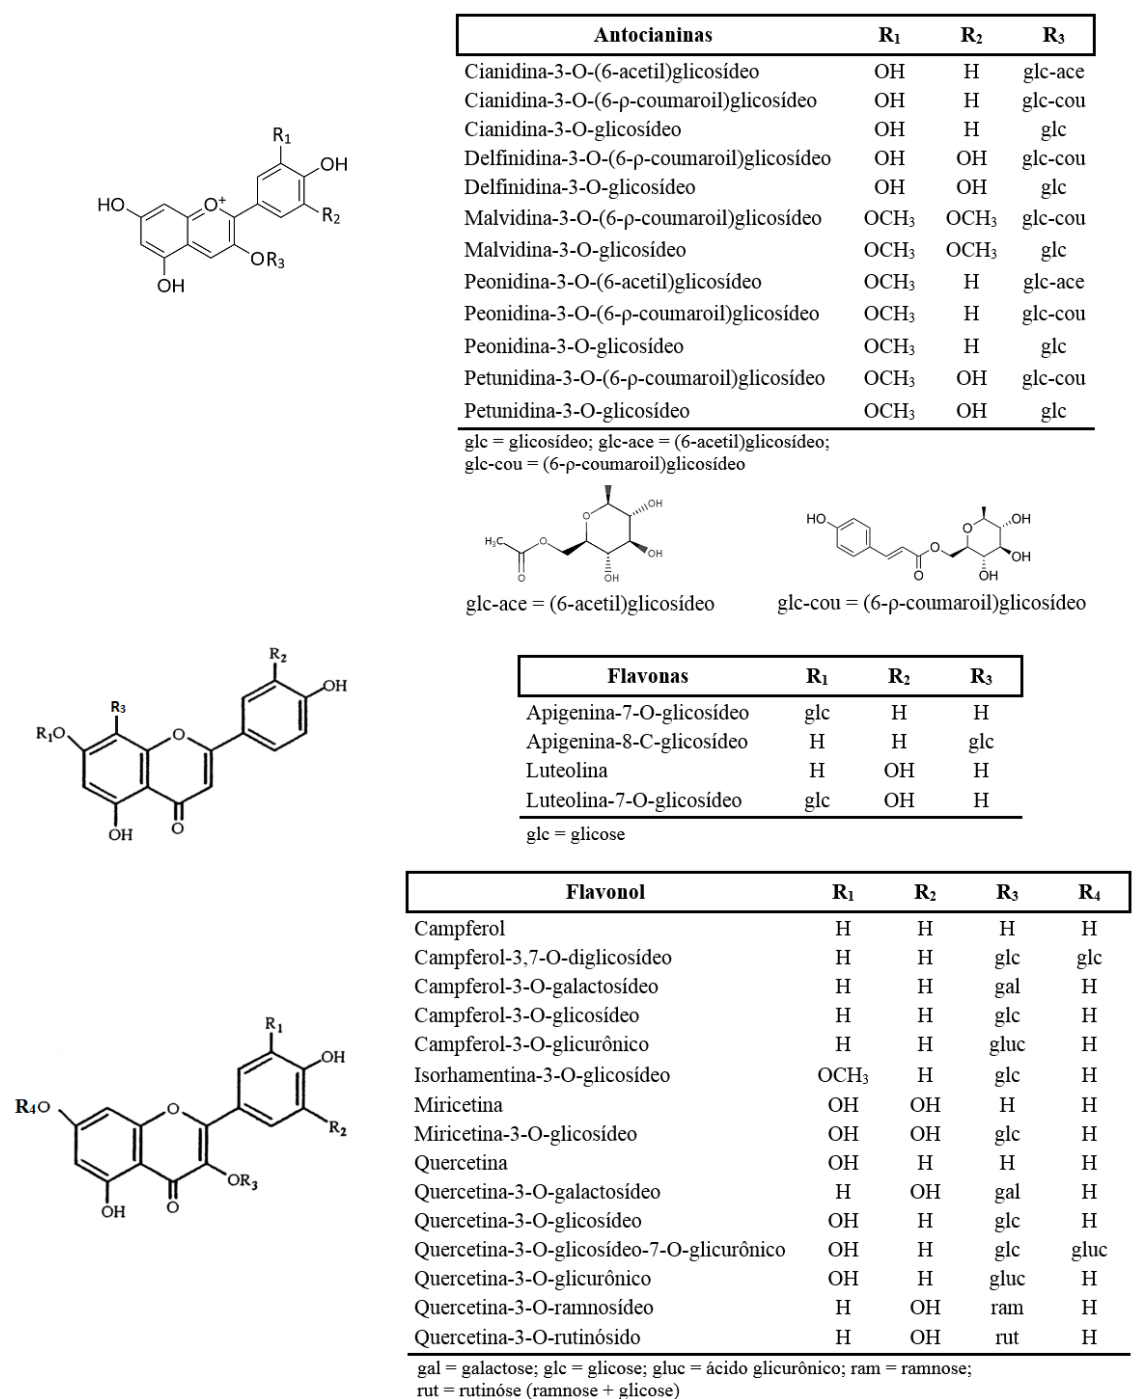 Antocianinas R₁ R₂ R₃
Cianidina-3-O-(6-acetil)glicosídeo OH H glc-ace
Cianidina-3-O-(6-ρ-coumaroil)glicosídeo OH H glc-cou
Cianidina-3-O-glicosídeo OH H glc
Delfinidina-3-O-(6-ρ-coumaroil)glicosídeo OH OH glc-cou
Delfinidina-3-O-glicosídeo OH OH glc
Malvidina-3-O-(6-ρ-coumaroil)glicosídeo OCH₃ OCH₃ glc-cou
Malvidina-3-O-glicosídeo OCH₃ OCH₃ glc
Peonidina-3-O-(6-acetil)glicosídeo OCH₃ H glc-ace
Peonidina-3-O-(6-ρ-coumaroil)glicosídeo OCH₃ H glc-cou
Peonidina-3-O-glicosídeo OCH₃ H glc
Petunidina-3-O-(6-ρ-coumaroil)glicosídeo OCH₃ OH glc-cou
Petunidina-3-O-glicosídeo OCH₃ OH glc
glc = glicosídeo; glc-ace = (6-acetil)glicosídeo;
glc-cou = (6-ρ-coumaroil)glicosídeo
R₁
OH
HO O⁺
R₂
OR₃
OH
O OH
H₃C O
OH
O OH
HO
O OH
O OH
O OH
glc-ace = (6-acetil)glicosídeo
glc-cou = (6-ρ-coumaroil)glicosídeo
R₂
OH
R₃
R₁O O
OH O
Flavonas R₁ R₂ R₃
Apigenina-7-O-glicosídeo glc H H
Apigenina-8-C-glicosídeo H H glc
Luteolina H OH H
Luteolina-7-O-glicosídeo glc OH H
glc = glicose
Flavonol R₁ R₂ R₃ R₄
Campferol H H H H
Campferol-3,7-O-diglicosídeo H H glc glc
Campferol-3-O-galactosídeo H H gal H
Campferol-3-O-glicosídeo H H glc H
Campferol-3-O-glicurônico H H gluc H
Isorhamentina-3-O-glicosídeo OCH₃ H glc H
Miricetina OH OH H H
Miricetina-3-O-glicosídeo OH OH glc H
Quercetina OH H H H
Quercetina-3-O-galactosídeo H OH gal H
Quercetina-3-O-glicosídeo OH H glc H
Quercetina-3-O-glicosídeo-7-O-glicurônico OH H glc gluc
Quercetina-3-O-glicurônico OH H gluc H
Quercetina-3-O-ramnosídeo H OH ram H
Quercetina-3-O-rutinósido H OH rut H
gal = galactose; glc = glicose; gluc = ácido glicurônico; ram = ramnose;
rut = rutinóse (ramnose + glicose)
R₁
OH
R₄O O
R₂
OR₃
OH O